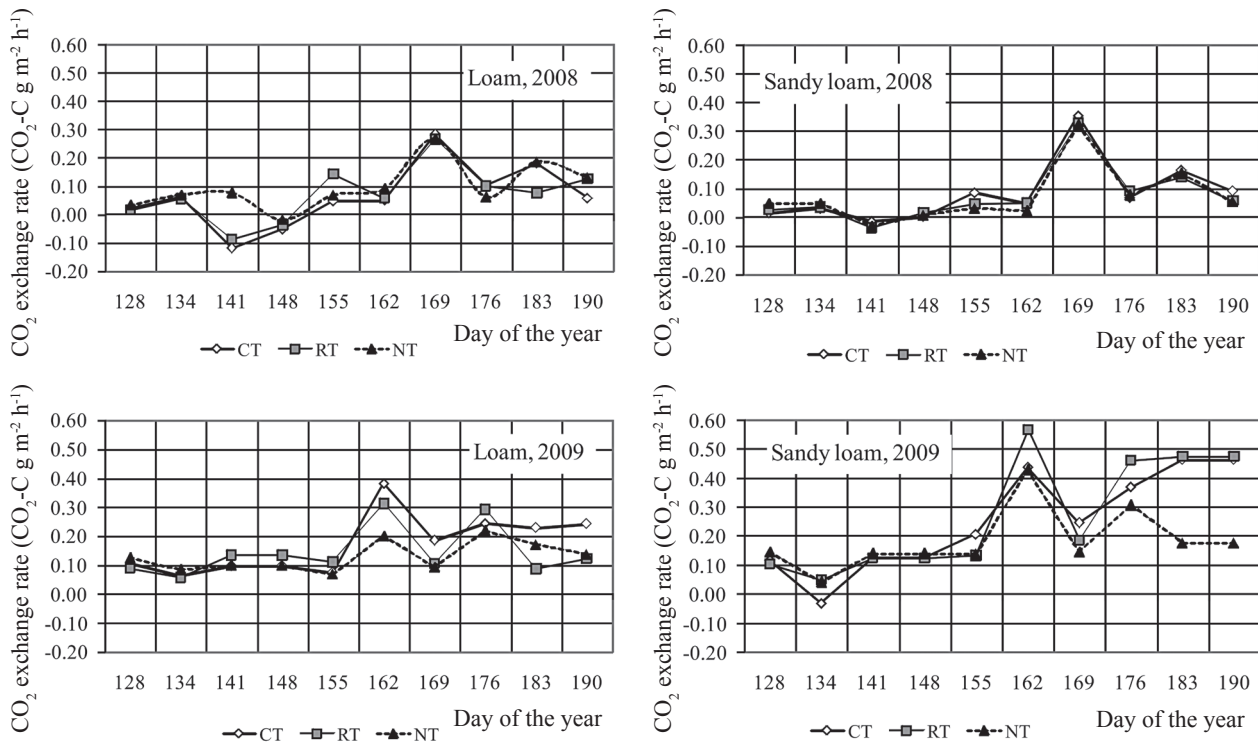 CO₂ exchange rate (CO₂-C g m⁻² h⁻¹)
0.60
0.50
0.40
0.30
0.20
0.10
0.00
-0.10
-0.20
Loam, 2008
128 134 141 148 155 162 169 176 183 190
Day of the year
CT RT NT
CO₂ exchange rate (CO₂-C g m⁻² h⁻¹)
0.60
0.50
0.40
0.30
0.20
0.10
0.00
-0.10
-0.20
Sandy loam, 2008
128 134 141 148 155 162 169 176 183 190
Day of the year
CT RT NT
CO₂ exchange rate (CO₂-C g m⁻² h⁻¹)
0.60
0.50
0.40
0.30
0.20
0.10
0.00
-0.10
-0.20
Loam, 2009
128 134 141 148 155 162 169 176 183 190
Day of the year
CT RT NT
CO₂ exchange rate (CO₂-C g m⁻² h⁻¹)
0.60
0.50
0.40
0.30
0.20
0.10
0.00
-0.10
-0.20
Sandy loam, 2009
128 134 141 148 155 162 169 176 183 190
Day of the year
CT RT NT